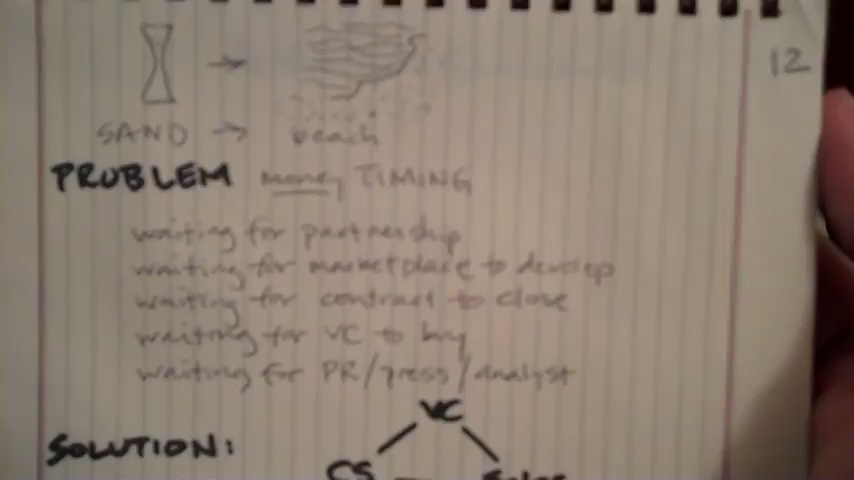 12
SAND → beach
PROBLEM money TIMING
waiting for partnership
waiting for marketplace to develop
waiting for contract to close
waiting for VC to buy
waiting for PR/press/analyst
VC
SOLUTION:
CS Sales